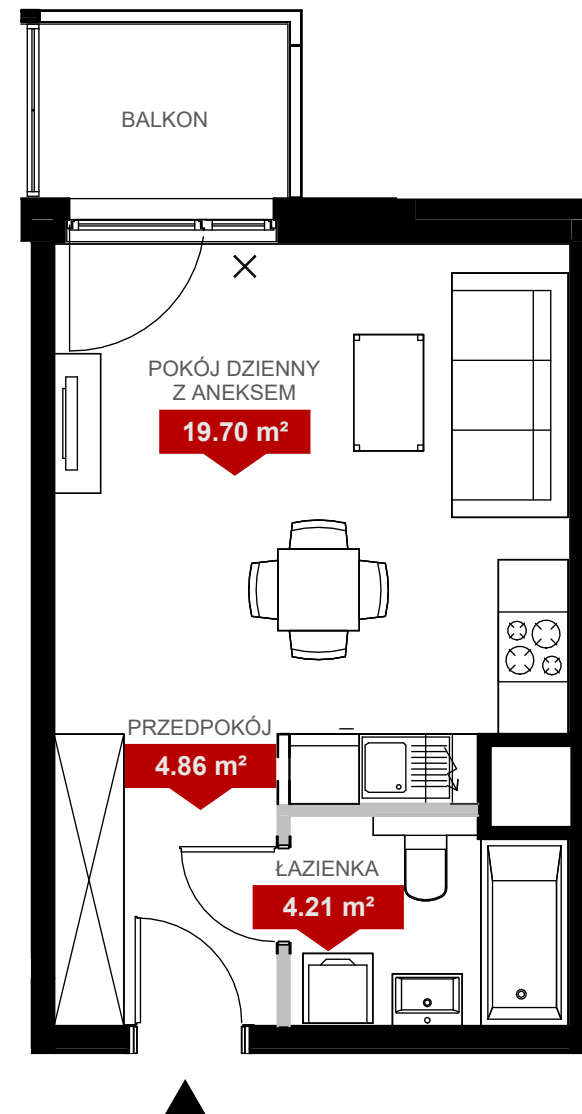 BALKON
POKÓJ DZIENNY
Z ANEKSEM
19.70 m²
PRZEDPOKÓJ
4.86 m²
ŁAZIENKA
4.21 m²